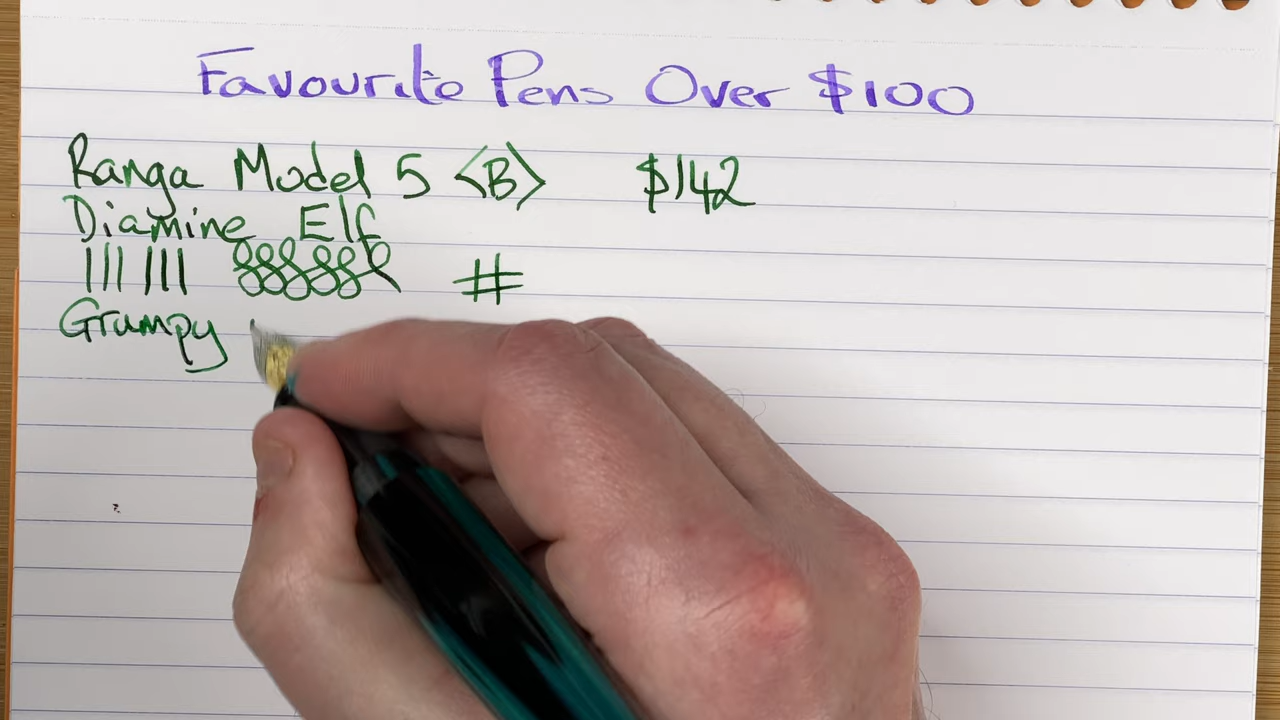 Favourite Pens Over $100
Ranga Model 5 <B> $142
Diamine Elf
#
Grumpy